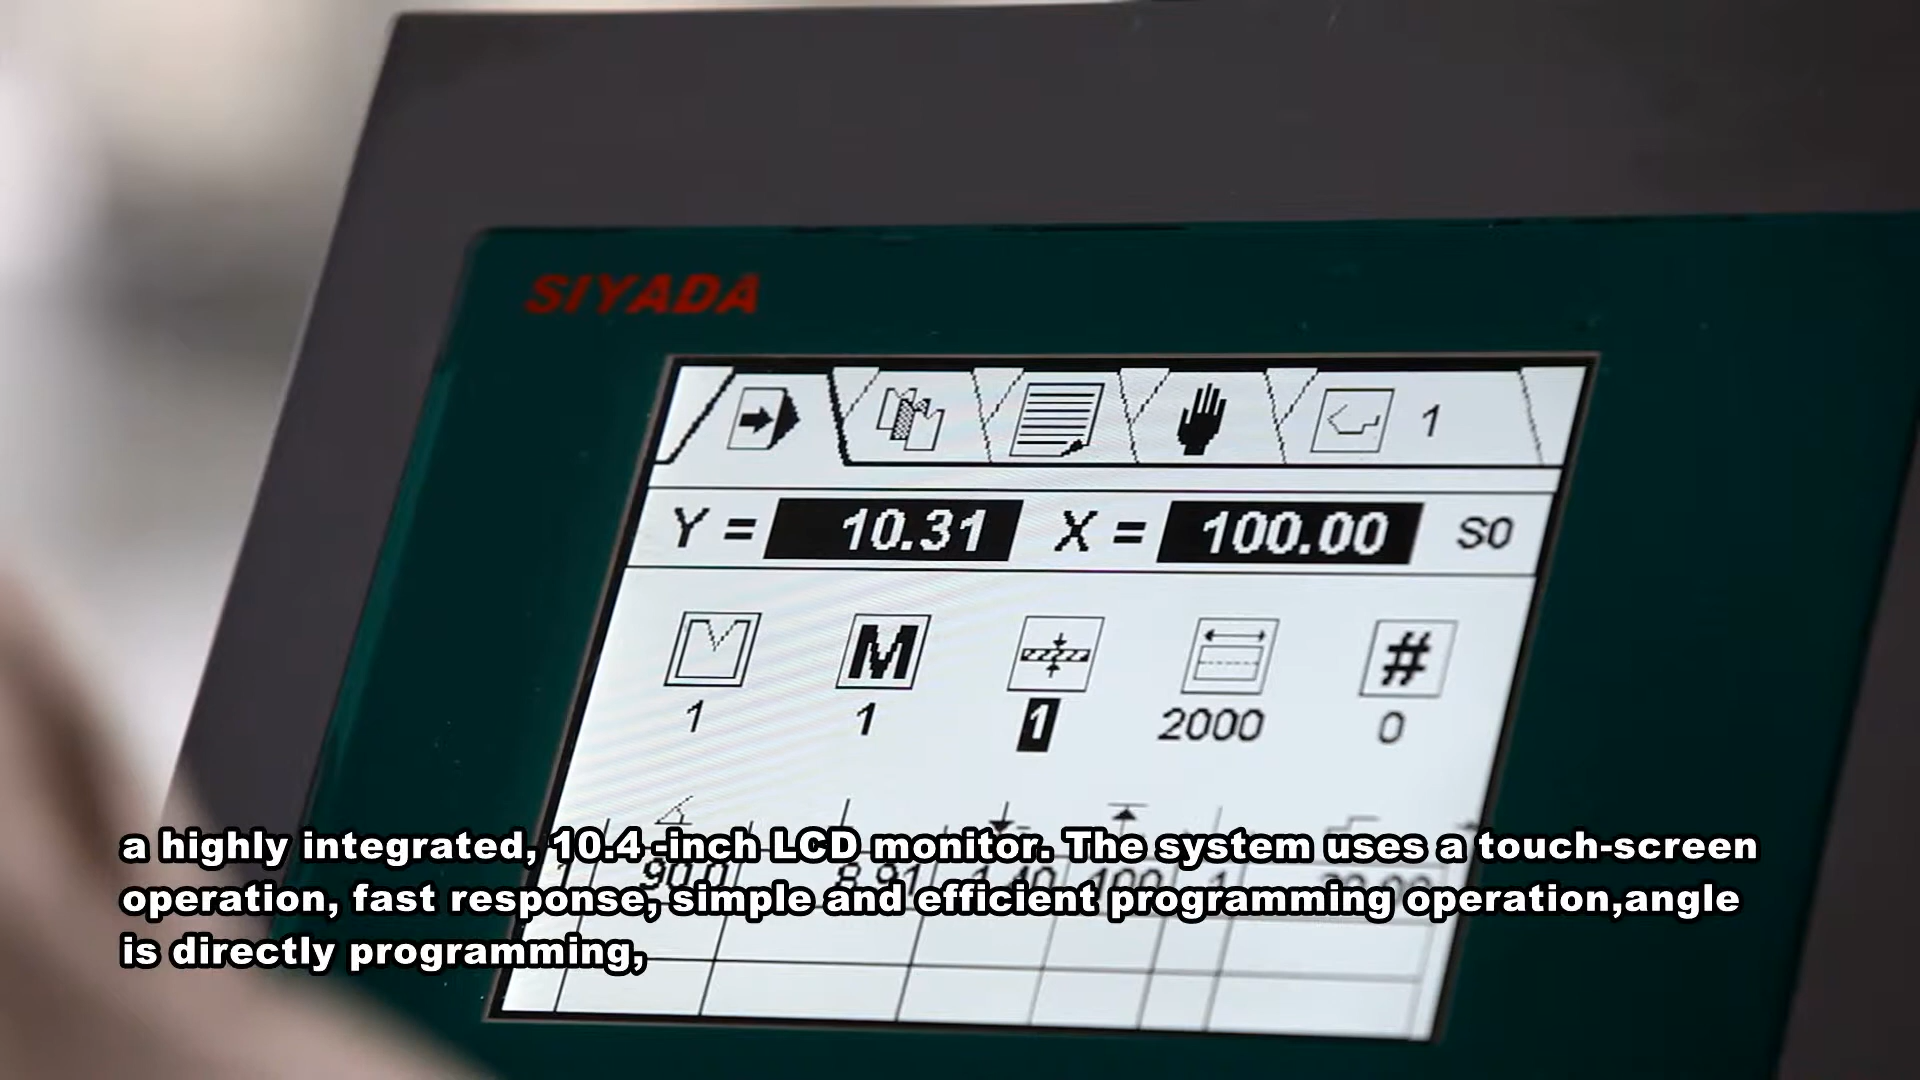 SIYADA
1
Y = 10.31 X = 100.00 S0
M #
1 1 1 2000 0
a highly integrated, 10.4 -inch LCD monitor. The system uses a touch-screen
operation, fast response, simple and efficient programming operation,angle
is directly programming,